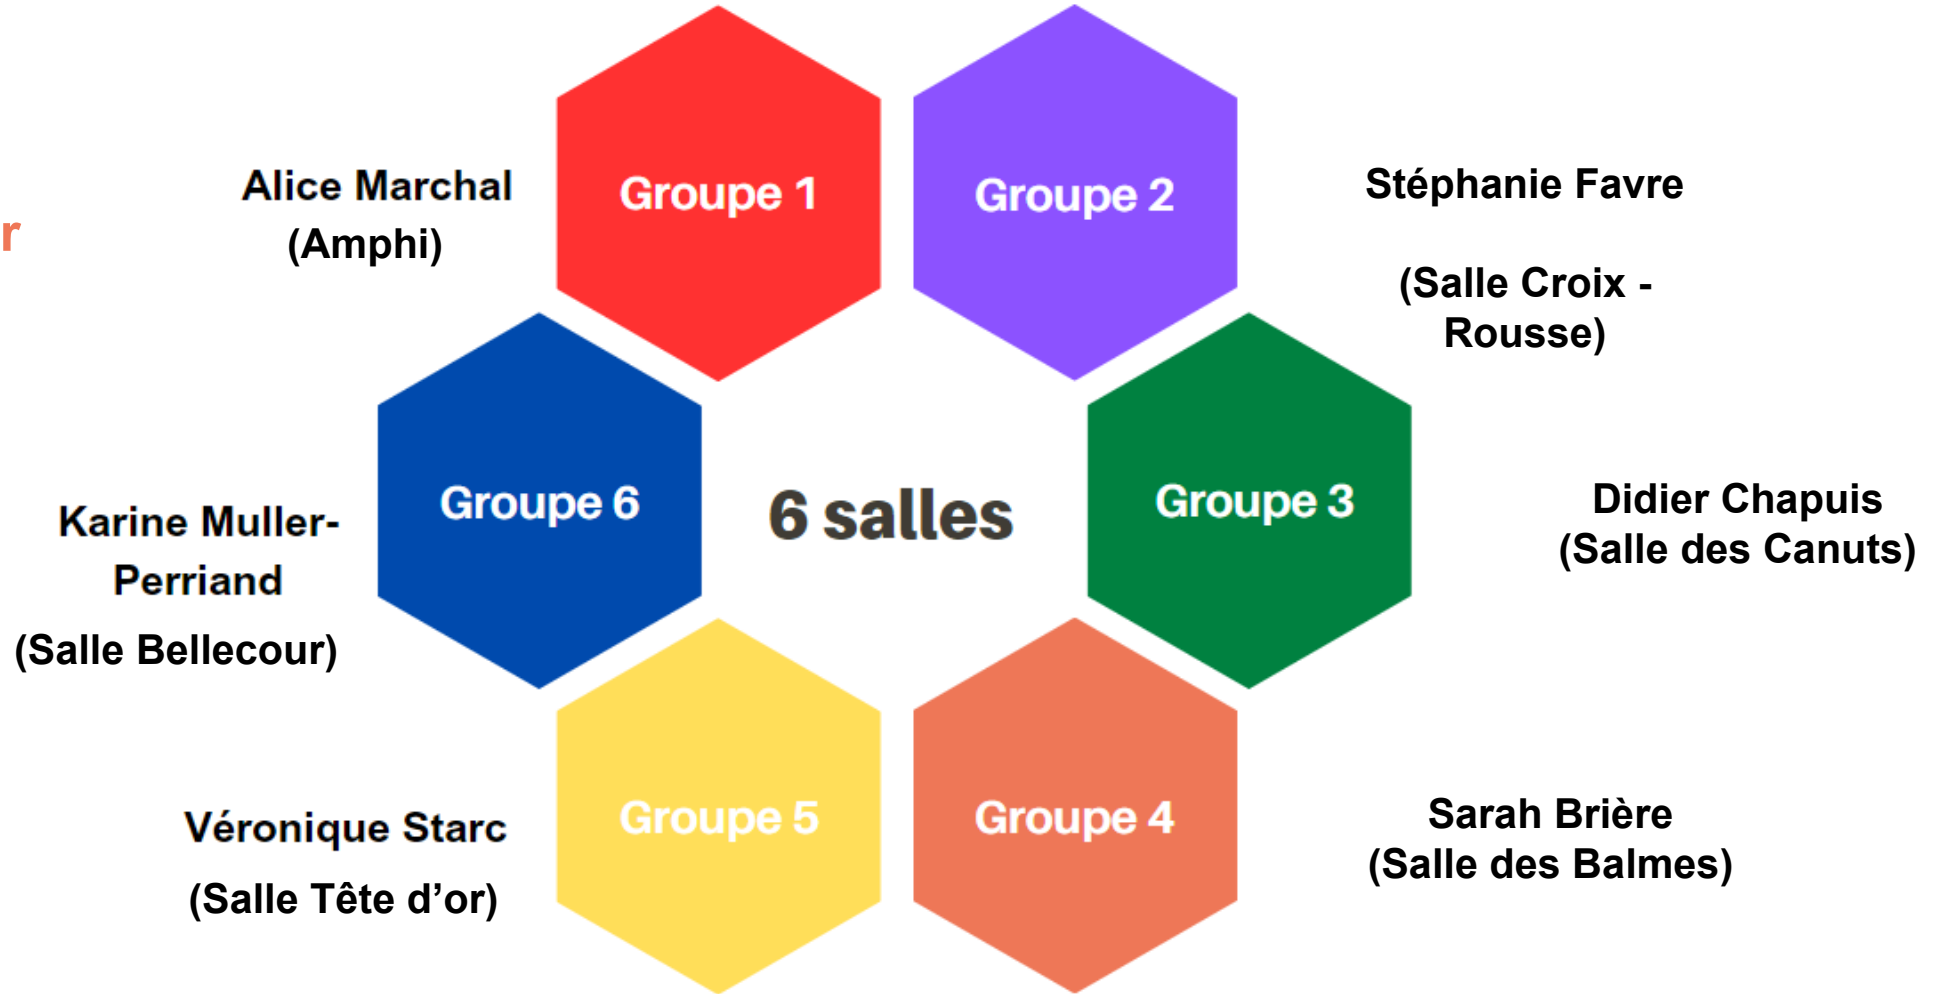 Groupe 1
Groupe 2
Alice Marchal
(Amphi)
r
Stéphanie Favre
(Salle Croix -
Rousse)
Groupe 6
6 salles
Groupe 3
Karine Muller-
Perriand
(Salle Bellecour)
Didier Chapuis
(Salle des Canuts)
Groupe 5
Groupe 4
Véronique Starc
(Salle Tête d’or)
Sarah Brière
(Salle des Balmes)